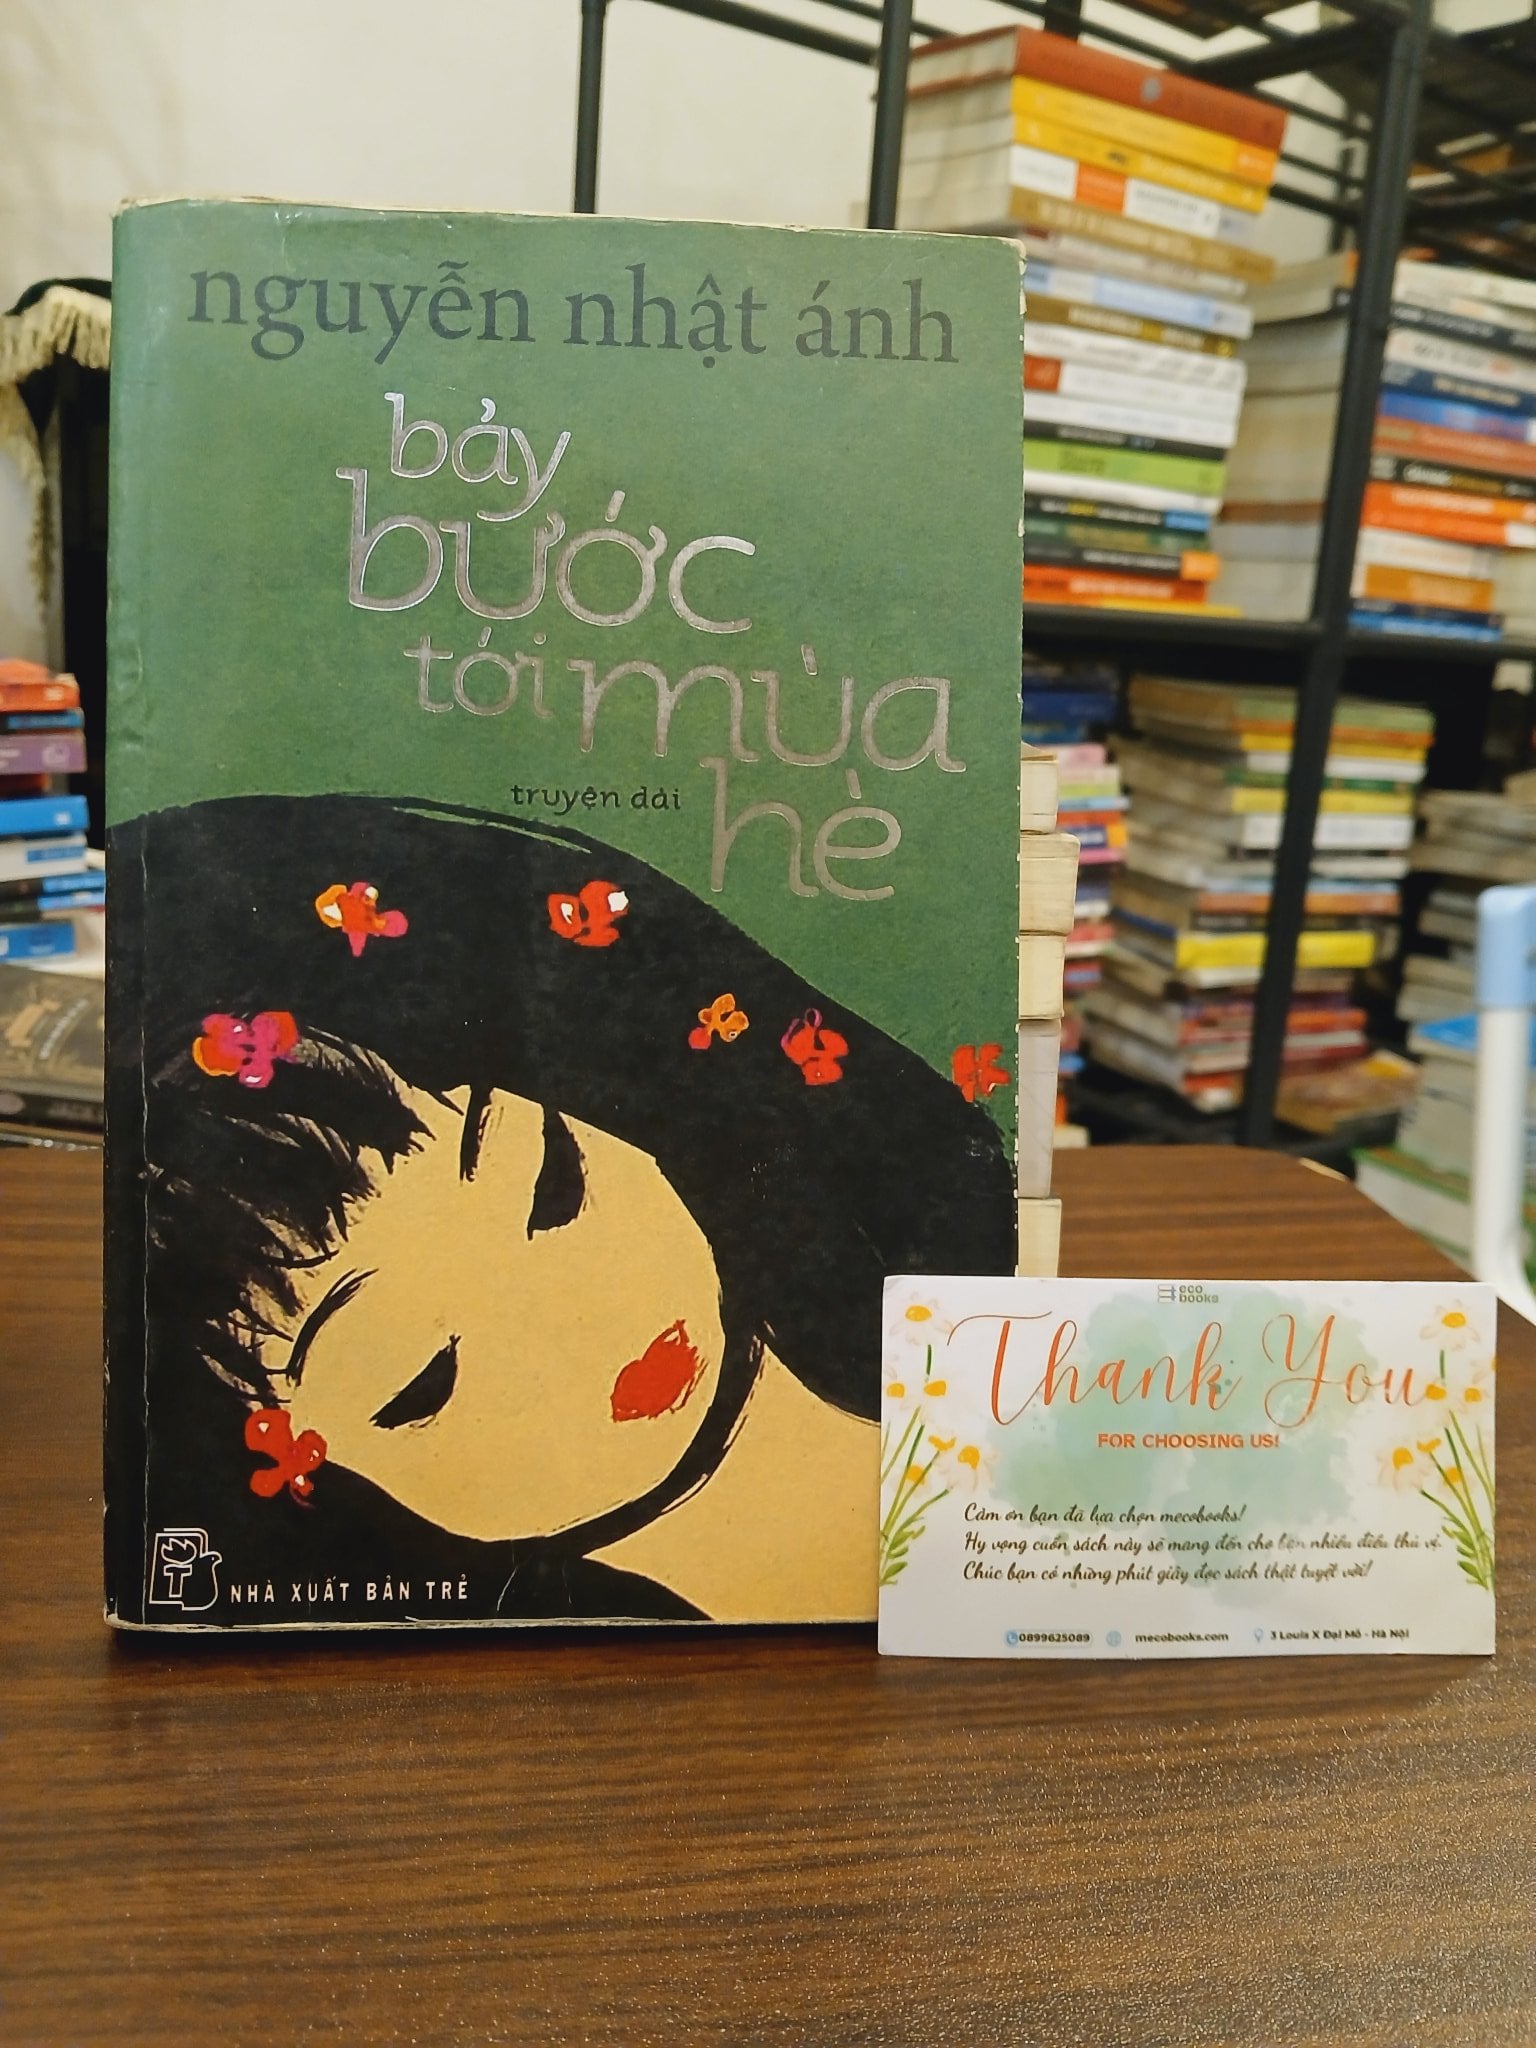 nguyễn nhật ánh
bảy
bước
tới mùa
hè
truyện dài
NHÀ XUẤT BẢN TRẺ
eco
books
Thank You
FOR CHOOSING US!
Cảm ơn bạn đã lựa chọn mecobooks!
Hy vọng cuốn sách này sẽ mang đến cho bạn nhiều điều thú vị.
Chúc bạn có những phút giây đọc sách thật tuyệt vời!
0899625089 mecobooks.com 3 Louis X Đại Mỗ - Hà Nội